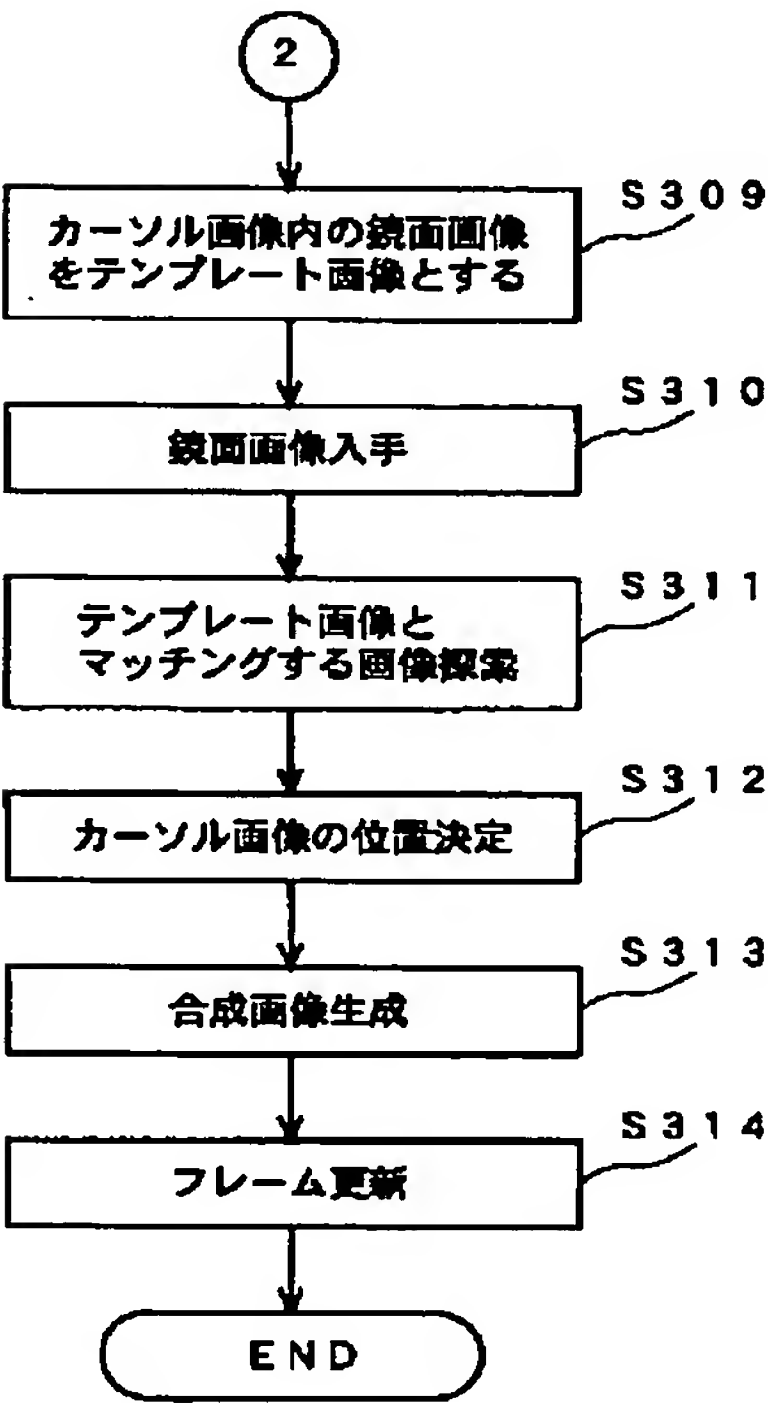 2
S309
カーソル画像内の鏡面画像
をテンプレート画像とする
S310
鏡面画像入手
S311
テンプレート画像と
マッチングする画像探索
S312
カーソル画像の位置決定
S313
合成画像生成
S314
フレーム更新
END